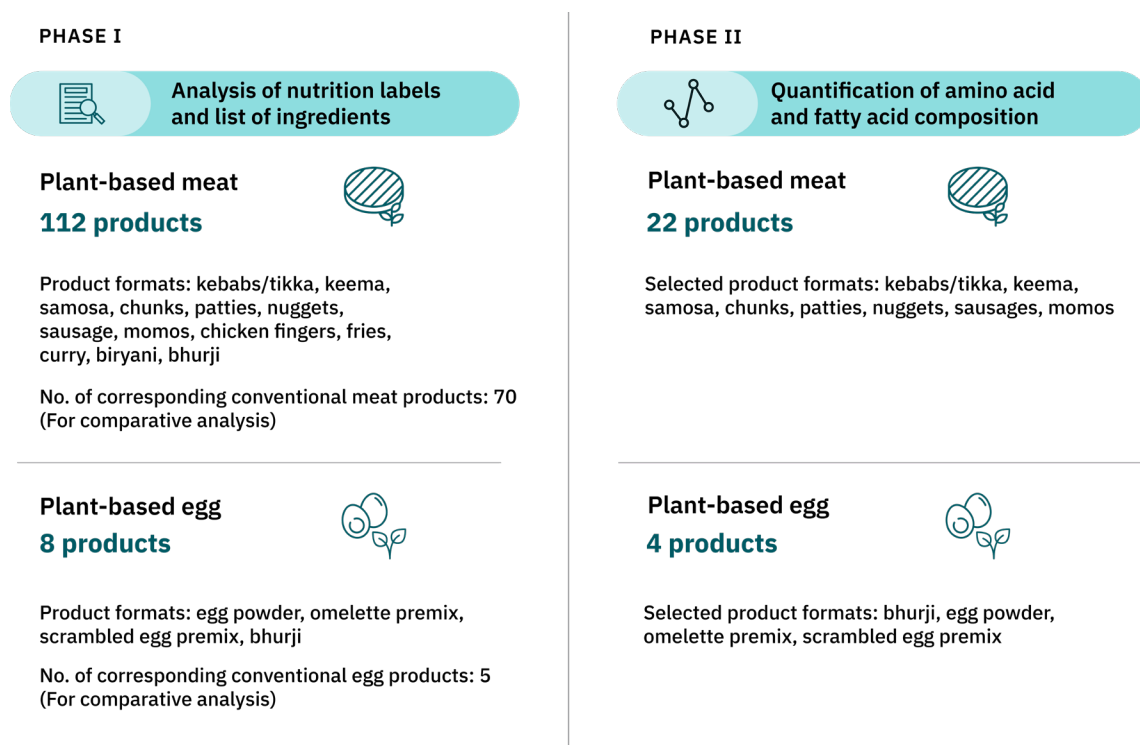 PHASE I
Analysis of nutrition labels
and list of ingredients
Plant-based meat
112 products
Product formats: kebabs/tikka, keema,
samosa, chunks, patties, nuggets,
sausage, momos, chicken fingers, fries,
curry, biryani, bhurji
No. of corresponding conventional meat products: 70
(For comparative analysis)
Plant-based egg
8 products
Product formats: egg powder, omelette premix,
scrambled egg premix, bhurji
No. of corresponding conventional egg products: 5
(For comparative analysis)
PHASE II
Quantification of amino acid
and fatty acid composition
Plant-based meat
22 products
Selected product formats: kebabs/tikka, keema,
samosa, chunks, patties, nuggets, sausages, momos
Plant-based egg
4 products
Selected product formats: bhurji, egg powder,
omelette premix, scrambled egg premix